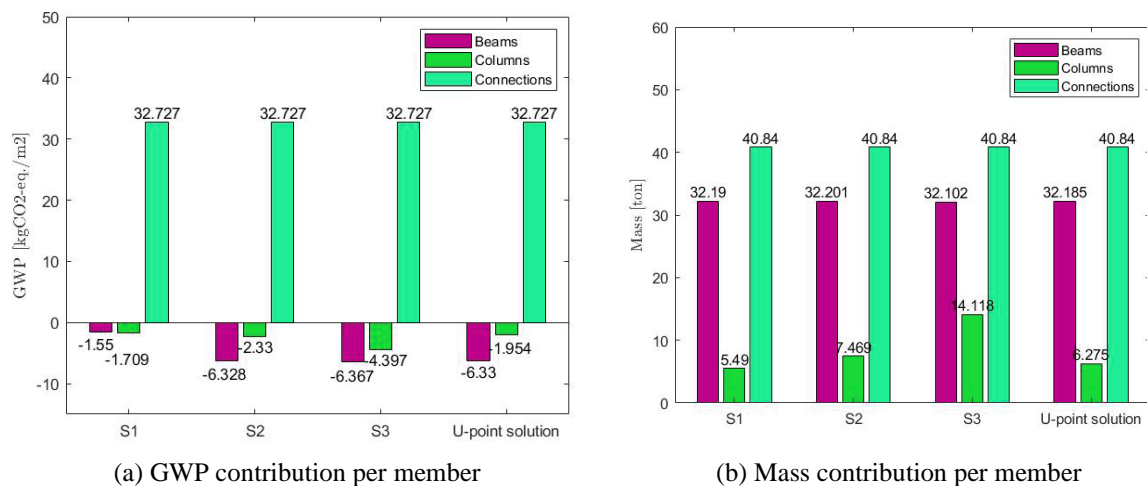 50
40
30
20
10
0
-10
GWP [kgCO2-eq./m2]
Beams
Columns
Connections
32.727
32.727
32.727
32.727
-1.55
-1.709
-6.328
-2.33
-6.367
-4.397
-6.33
-1.954
S1
S2
S3
U-point solution
(a) GWP contribution per member
60
50
40
30
20
10
0
Mass [ton]
Beams
Columns
Connections
32.19
5.49
40.84
32.201
7.469
40.84
32.102
14.118
40.84
32.185
6.275
40.84
S1
S2
S3
U-point solution
(b) Mass contribution per member